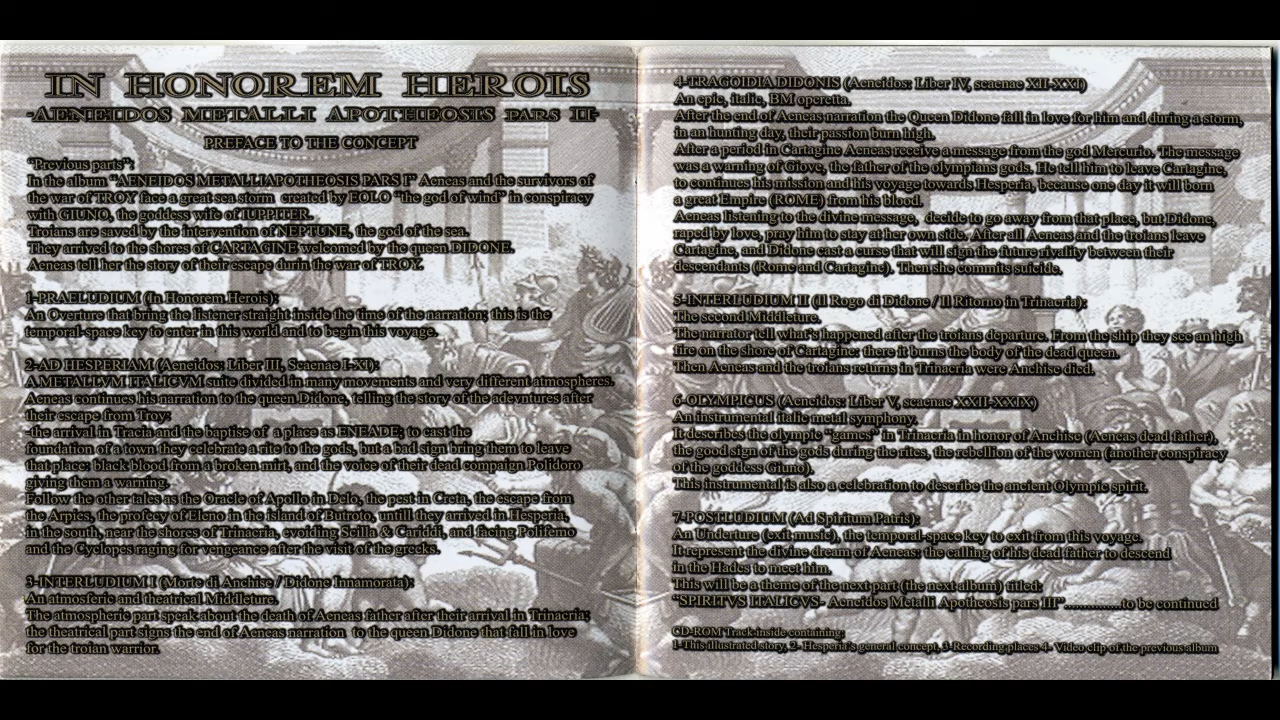 IN HONOREM HEROIS
-AENEIDOS METALLI APOTHEOSIS PARS II-
PREFACE TO THE CONCEPT
"Previous parts":
In the album "AENEIDOS METALLIAPOTHEOSIS PARS I" Aeneas and the survivors of
the war of TROY face a great sea storm created by EOLO "the god of wind" in conspiracy
with GIUNO, the goddess wife of IUPPITER.
Troians are saved by the intervention of NEPTUNE, the god of the sea.
They arrived to the shores of CARTAGINE welcomed by the queen DIDONE.
Aeneas tell her the story of their escape durin the war of TROY.
1-PRAELUDIUM (In Honorem Herois):
An Overture that bring the listener straight inside the time of the narration; this is the
temporal-space key to enter in this world and to begin this voyage.
2-AD HESPERIAM (Aeneidos: Liber III, Scaenae I-XI):
A METALLVM ITALICVM suite divided in many movements and very different atmospheres.
Aeneas continues his narration to the queen Didone, telling the story of the adevntures after
their escape from Troy:
-the arrival in Tracia and the baptise of a place as ENEADE; to cast the
foundation of a town they celebrate a rite to the gods, but a bad sign bring them to leave
that place: black blood from a broken mirt, and the voice of their dead compaign Polidoro
giving them a warning.
Follow the other tales as the Oracle of Apollo in Delo, the pest in Creta, the escape from
the Arpies, the profecy of Eleno in the island of Butroto, untill they arrived in Hesperia,
in the south, near the shores of Trinacria, evoiding Scilla & Cariddi, and facing Polifemo
and the Cyclopes raging for vengeance after the visit of the greeks.
3-INTERLUDIUM I (Morte di Anchise / Didone Innamorata):
An atmosferic and theatrical Middleture.
The atmospheric part speak about the death of Aeneas father after their arrival in Trinacria;
the theatrical part signs the end of Aeneas narration to the queen Didone that fall in love
for the troian warrior.
4-TRAGOIDIA DIDONIS (Aeneidos: Liber IV, scaenae XII-XXI)
An epic, italic, BM operetta.
After the end of Aeneas narration the Queen Didone fall in love for him and during a storm,
in an hunting day, their passion burn high.
After a period in Cartagine Aeneas receive a message from the god Mercurio. The message
was a warning of Giove, the father of the olympians gods. He tell him to leave Cartagine,
to continues his mission and his voyage towards Hesperia, because one day it will born
a great Empire (ROME) from his blood.
Aeneas listening to the divine message, decide to go away from that place, but Didone,
raped by love, pray him to stay at her own side. After all Aeneas and the troians leave
Cartagine, and Didone cast a curse that will sign the future rivality between their
descendants (Rome and Cartagine). Then she commits suicide.
5-INTERLUDIUM II (Il Rogo di Didone / Il Ritorno in Trinacria):
The second Middleture.
The narrator tell what's happened after the troians departure. From the ship they see an high
fire on the shore of Cartagine: there it burns the body of the dead queen.
Then Aeneas and the troians returns in Trinacria were Anchise died.
6-OLYMPICUS (Aeneidos: Liber V, scaenae XXII-XXIX)
An instrumental italic metal symphony.
It describes the olympic "games" in Trinacria in honor of Anchise (Aeneas dead father),
the good sign of the gods during the rites, the rebellion of the women (another conspiracy
of the goddess Giuno).
This instrumental is also a celebration to describe the ancient Olympic spirit.
7-POSTLUDIUM (Ad Spiritum Patris):
An Underture (exit music), the temporal-space key to exit from this voyage.
It represent the divine dream of Aeneas: the calling of his dead father to descend
in the Hades to meet him.
This will be a theme of the next part (the next album) titled:
"SPIRITVS ITALICVS- Aeneidos Metalli Apotheosis pars III"..............to be continued
CD-ROM Track inside containing:
1-This illustrated story, 2- Hesperia's general concept, 3-Recording places 4- Video clip of the previous album